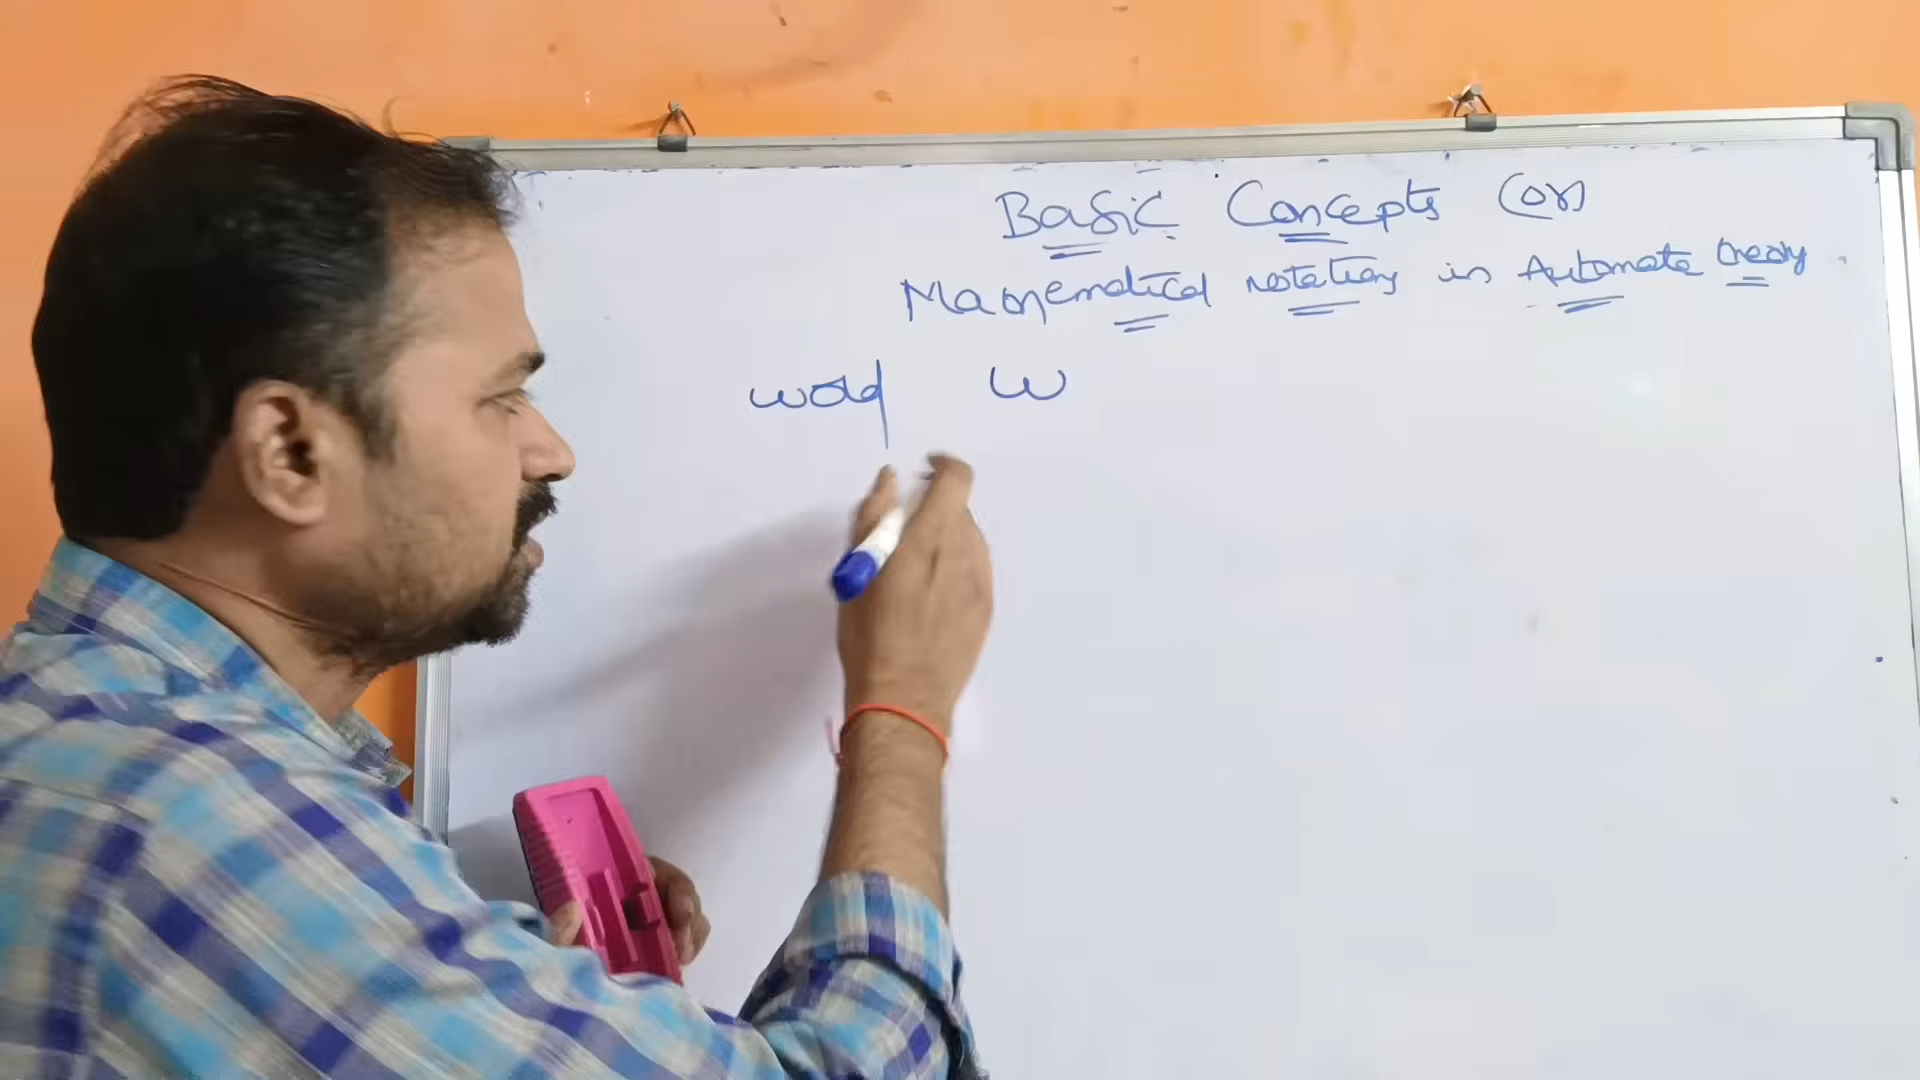 Basic Concepts (or)
Mathematical notations in Automata theory
word w